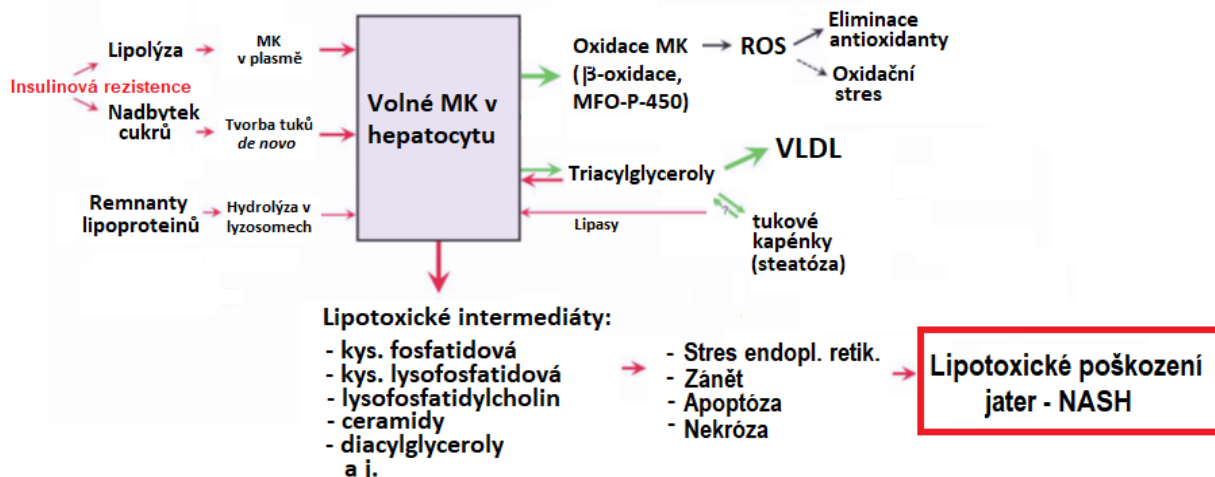 Insulinová rezistence
Lipolýza
MK
v plasmě
Nadbytek
cukrů
Tvorba tuků
de novo
Remnanty
lipoproteinů
Hydrolýza v
lyzosomech
Volné MK v
hepatocytu
Oxidace MK
(β-oxidace,
MFO-P-450)
ROS
Eliminace
antioxidanty
Oxidační
stres
Triacylglyceroly
VLDL
?
Lipasy
tukové
kapénky
(steatóza)
Lipotoxické intermediáty:
- kys. fosfatidová
- kys. lysofosfatidová
- lysofosfatidylcholin
- ceramidy
- diacylglyceroly
a j.
- Stres endopl. retik.
- Zánět
- Apoptóza
- Nekróza
Lipotoxické poškození
jater - NASH